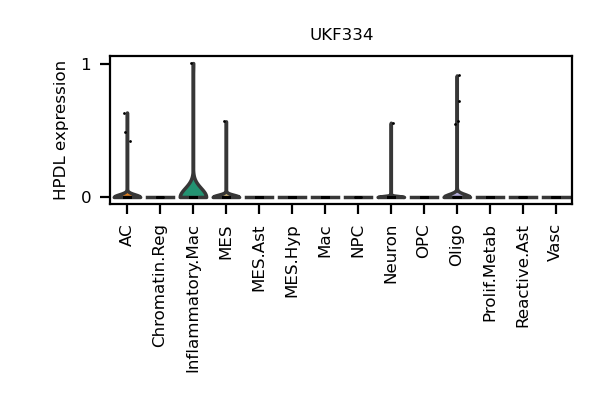 UKF334
HPDL expression
1
0
AC
Chromatin.Reg
Inflammatory.Mac
MES
MES.Ast
MES.Hyp
Mac
NPC
Neuron
OPC
Oligo
Prolif.Metab
Reactive.Ast
Vasc